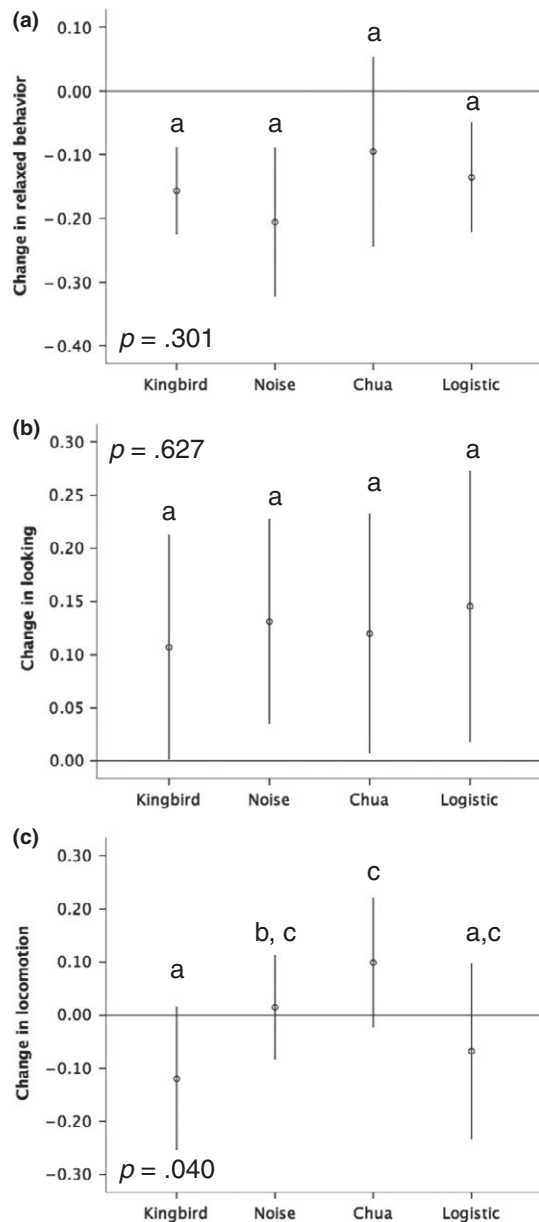 (a)
Change in relaxed behavior
0.10
0.00
−0.10
−0.20
−0.30
−0.40
a a a a
p = .301
Kingbird Noise Chua Logistic
(b)
Change in looking
0.30
0.25
0.20
0.15
0.10
0.05
0.00
p = .627
a a a a
Kingbird Noise Chua Logistic
(c)
Change in locomotion
0.30
0.20
0.10
0.00
−0.10
−0.20
−0.30
a b, c c a,c
p = .040
Kingbird Noise Chua Logistic